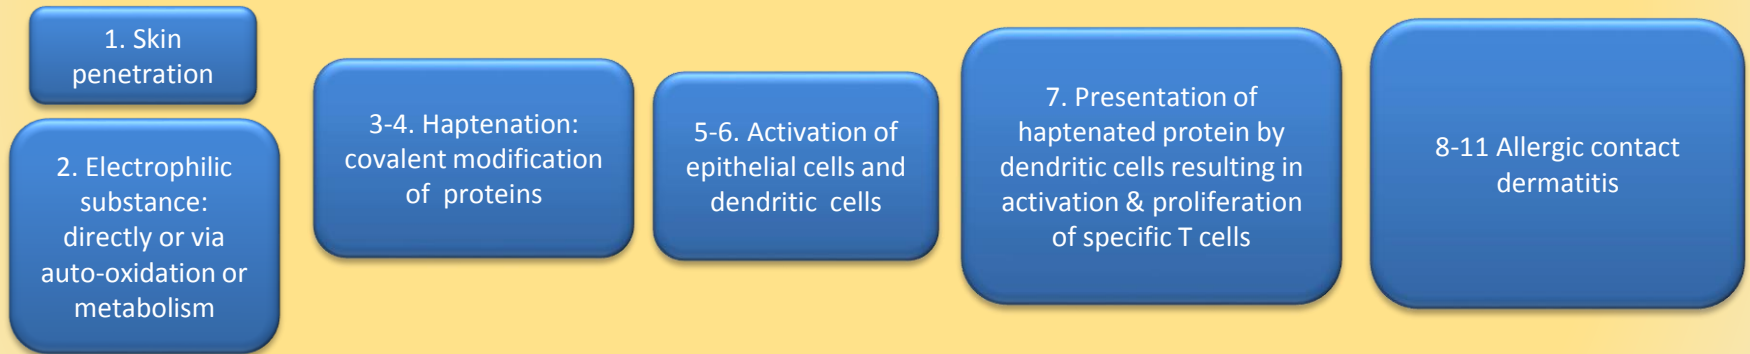 1. Skin
penetration
2. Electrophilic
substance:
directly or via
auto-oxidation or
metabolism
3-4. Haptenation:
covalent modification
of proteins
5-6. Activation of
epithelial cells and
dendritic cells
7. Presentation of
haptenated protein by
dendritic cells resulting in
activation & proliferation
of specific T cells
8-11 Allergic contact
dermatitis